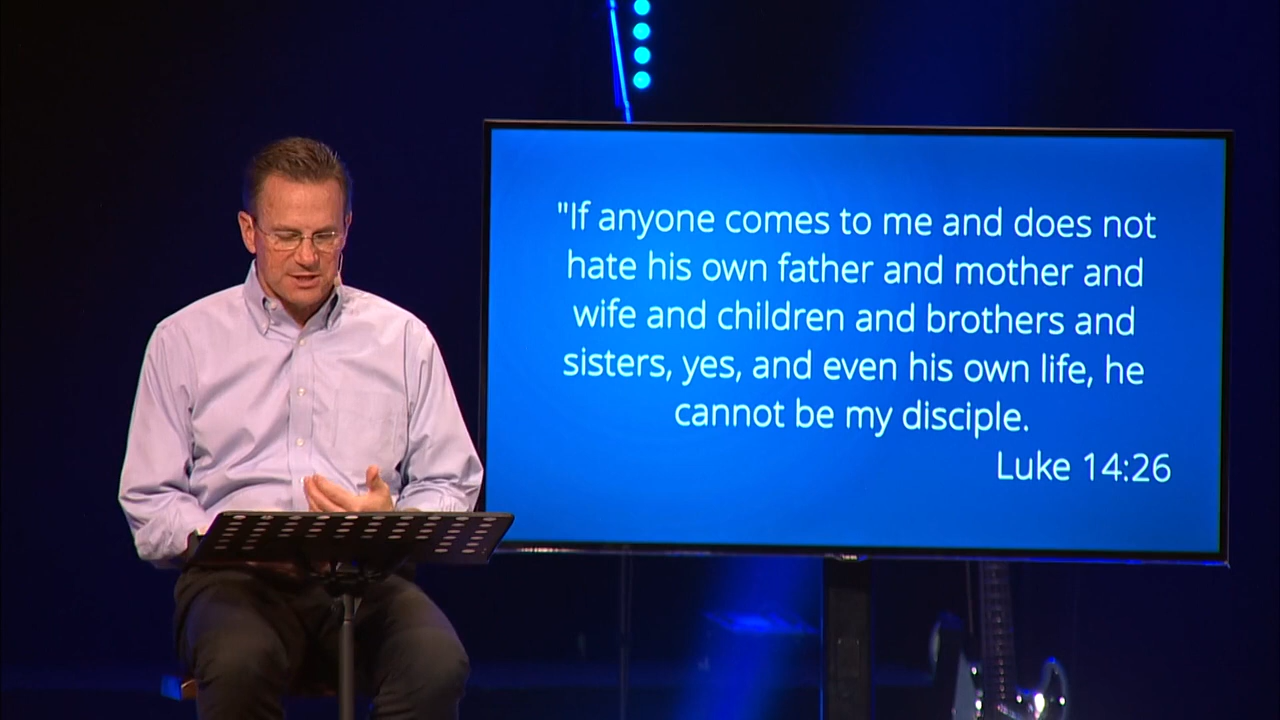 "If anyone comes to me and does not
hate his own father and mother and
wife and children and brothers and
sisters, yes, and even his own life, he
cannot be my disciple.
Luke 14:26